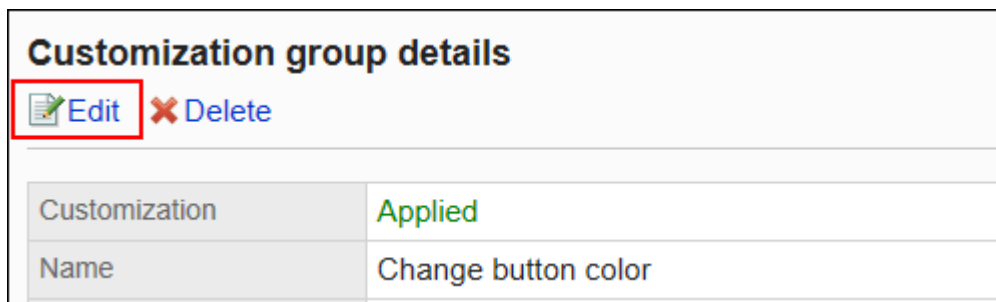 Customization group details
Edit Delete
Customization Applied
Name Change button color